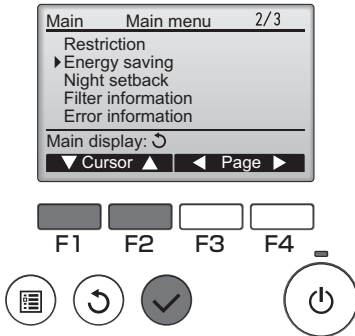 Main Main menu 2/3
Restriction
Energy saving
Night setback
Filter information
Error information
Main display:
Cursor Page
F1 F2 F3 F4